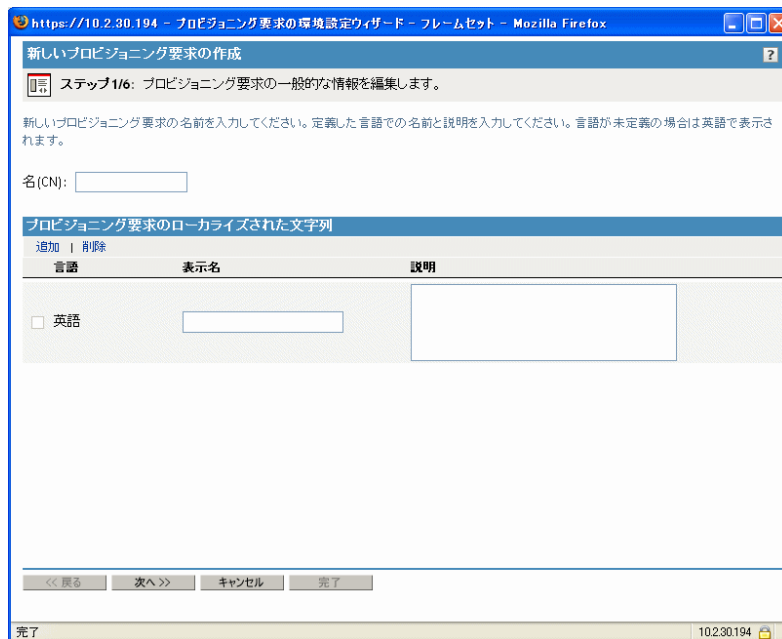 https://10.2.30.194 - プロビジョニング要求の環境設定ウィザード - フレームセット - Mozilla Firefox
新しいプロビジョニング要求の作成
?
ステップ1/6: プロビジョニング要求の一般的な情報を編集します。
新しいプロビジョニング要求の名前を入力してください。定義した言語での名前と説明を入力してください。言語が未定義の場合は英語で表示さ
れます。
名(CN):
プロビジョニング要求のローカライズされた文字列
追加 | 削除
言語 表示名 説明
英語
<< 戻る 次へ >> キャンセル 完了
完了 10.2.30.194